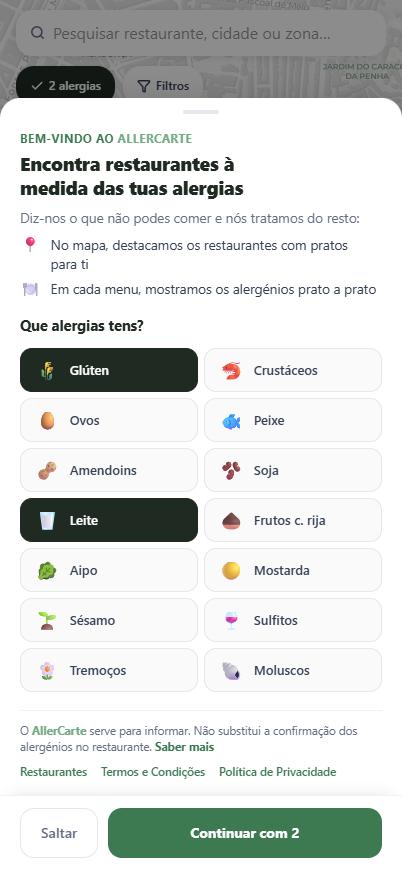 Pesquisar restaurante, cidade ou zona...
2 alergias
Filtros
DA PENHA
BEM-VINDO AO ALLERCARTE
Encontra restaurantes à
medida das tuas alergias
Diz-nos o que não podes comer e nós tratamos do resto:
No mapa, destacamos os restaurantes com pratos
para ti
Em cada menu, mostramos os alergénios prato a prato
Que alergias tens?
Glúten
Crustáceos
Ovos
Peixe
Amendoins
Soja
Leite
Frutos c. rija
Aipo
Mostarda
Sésamo
Sulfitos
Tremoços
Moluscos
O AllerCarte serve para informar. Não substitui a confirmação dos
alergénios no restaurante. Saber mais
Restaurantes
Termos e Condições
Política de Privacidade
Saltar
Continuar com 2